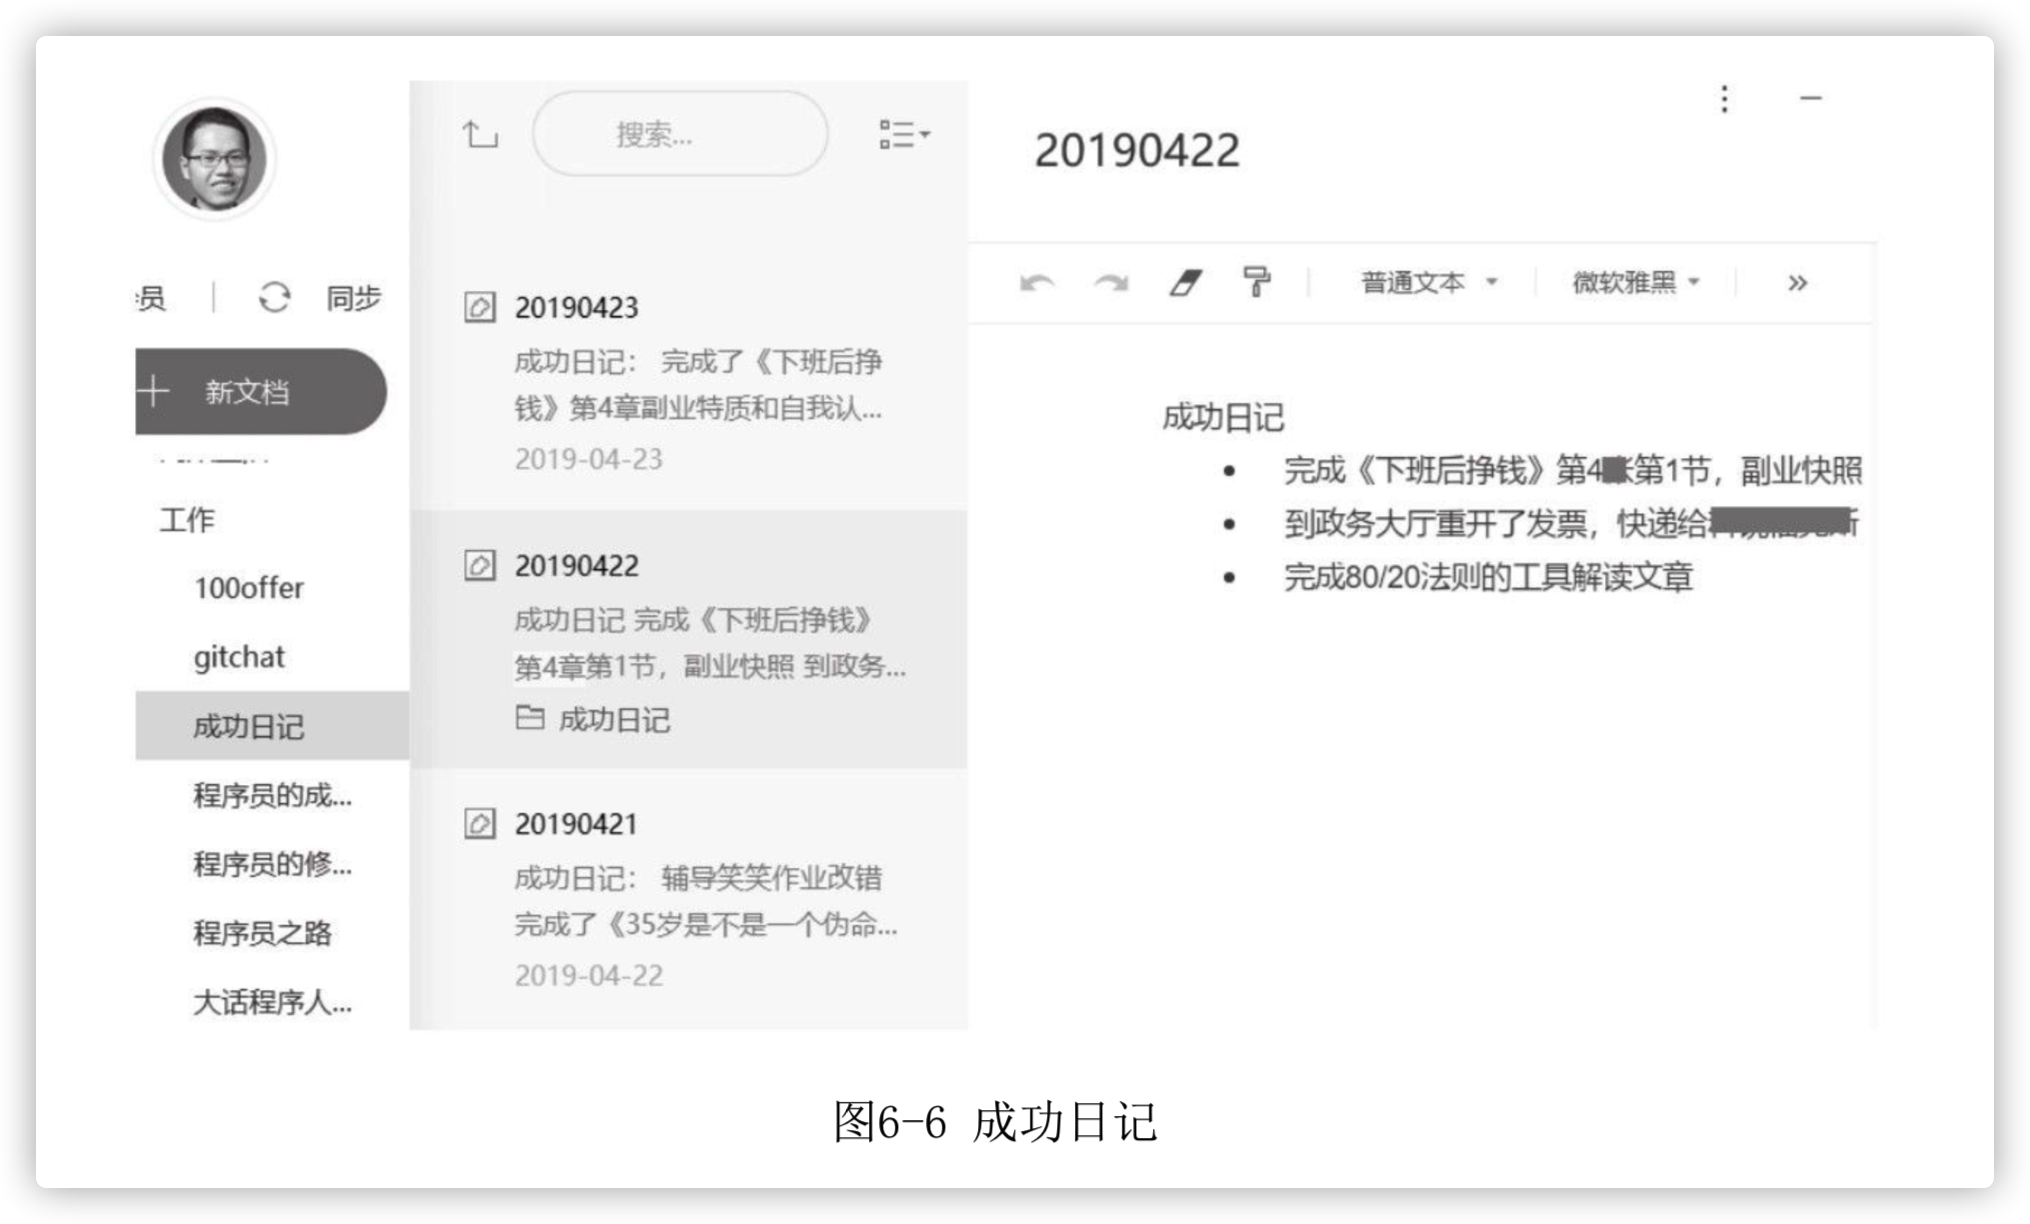 员
同步
新文档
工作
100offer
gitchat
成功日记
程序员的成...
程序员的修...
程序员之路
大话程序人...
搜索...
20190423
成功日记： 完成了《下班后挣
钱》第4章副业特质和自我认...
2019-04-23
20190422
成功日记 完成《下班后挣钱》
第4章第1节，副业快照 到政务...
成功日记
20190421
成功日记： 辅导笑笑作业改错
完成了《35岁是不是一个伪命...
2019-04-22
20190422
普通文本
微软雅黑
成功日记
• 完成《下班后挣钱》第4 第1节，副业快照
• 到政务大厅重开了发票，快递给
• 完成80/20法则的工具解读文章
图6-6 成功日记